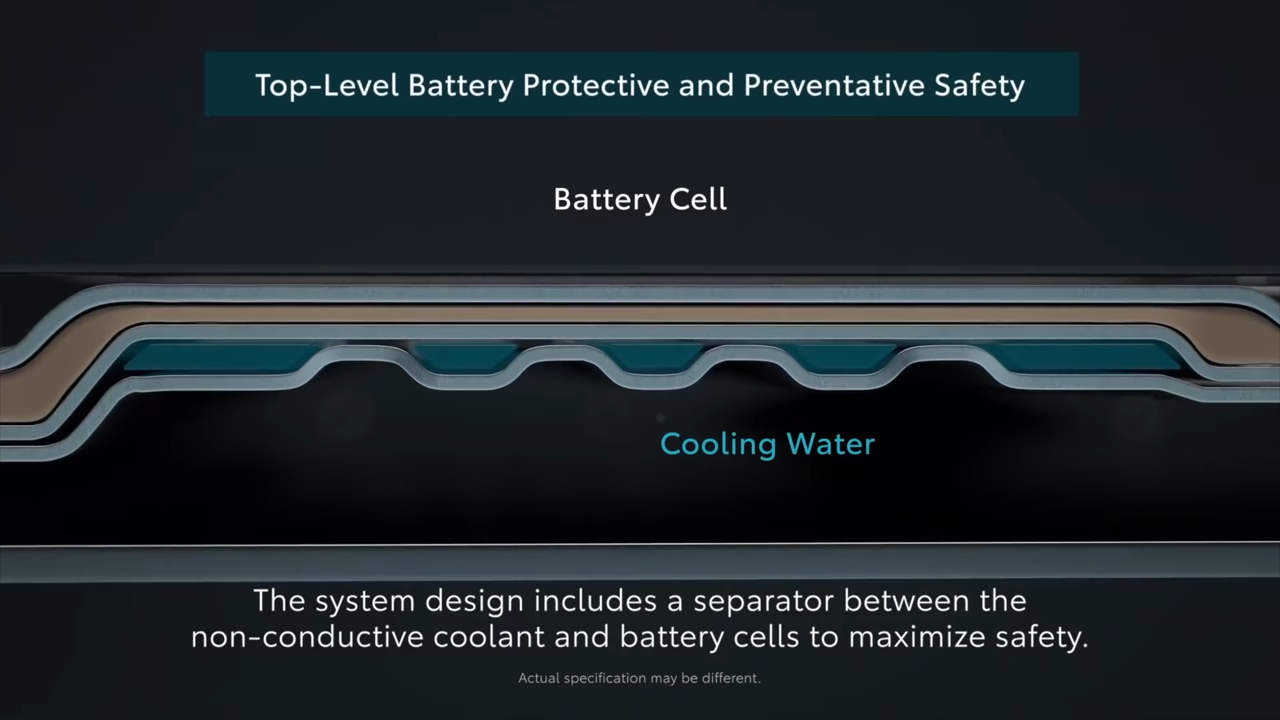 Top-Level Battery Protective and Preventative Safety
Battery Cell
Cooling Water
The system design includes a separator between the
non-conductive coolant and battery cells to maximize safety.
Actual specification may be different.